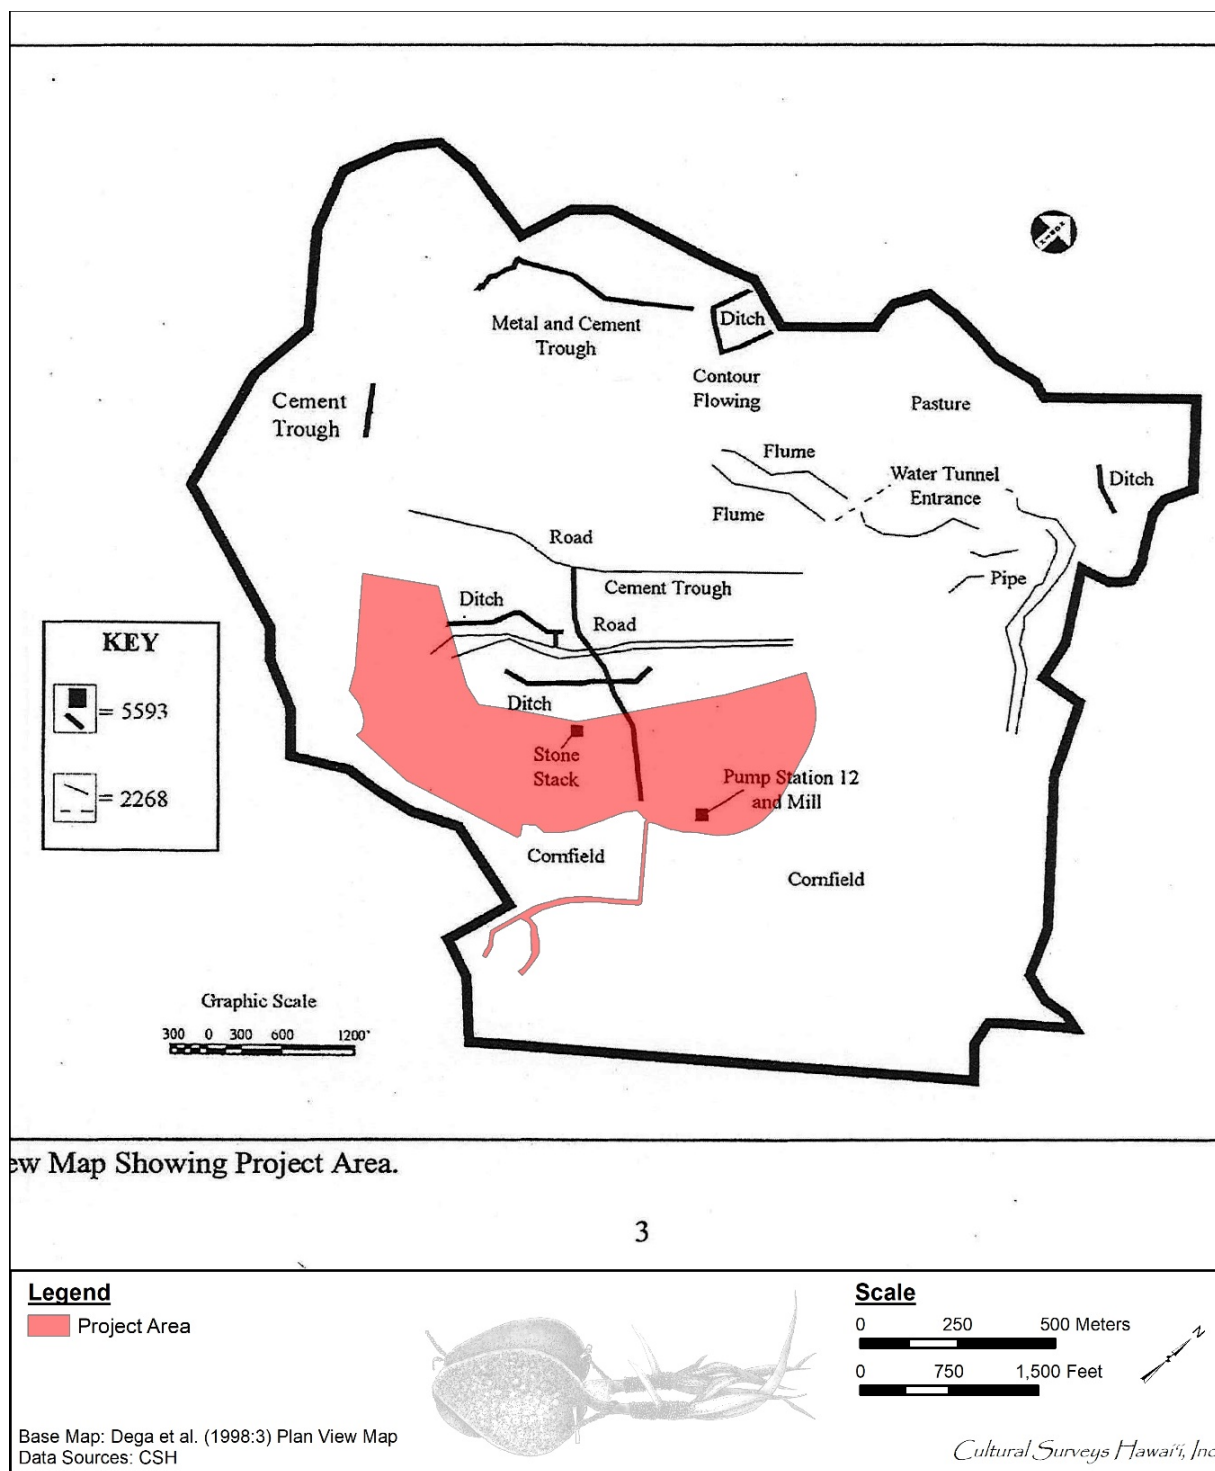 Metal and Cement
Trough
Ditch
Contour
Flowing
Cement
Trough
Pasture
Flume
Water Tunnel
Entrance
Ditch
Flume
Road
Cement Trough
Pipe
Ditch
Road
KEY
= 5593
= 2268
Ditch
Stone
Stack
Pump Station 12
and Mill
Cornfield
Cornfield
Graphic Scale
300 0 300 600 1200'
ew Map Showing Project Area.
3
Legend
Project Area
Scale
0 250 500 Meters
0 750 1,500 Feet
N
Base Map: Dega et al. (1998:3) Plan View Map
Data Sources: CSH
Cultural Surveys Hawai‘i, Inc